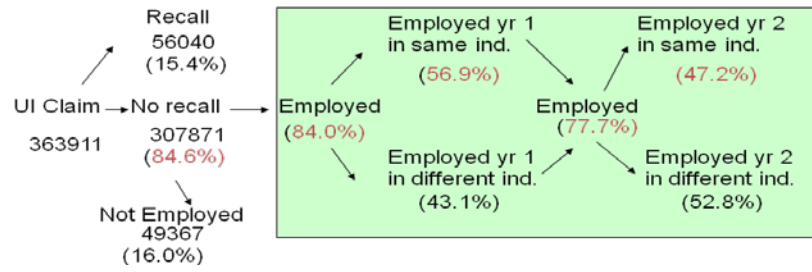 Recall
56040
(15.4%)
UI Claim
363911
No recall
307871
(84.6%)
Not Employed
49367
(16.0%)
Employed
(84.0%)
Employed yr 1
in same ind.
(56.9%)
Employed yr 1
in different ind.
(43.1%)
Employed
(77.7%)
Employed yr 2
in same ind.
(47.2%)
Employed yr 2
in different ind.
(52.8%)